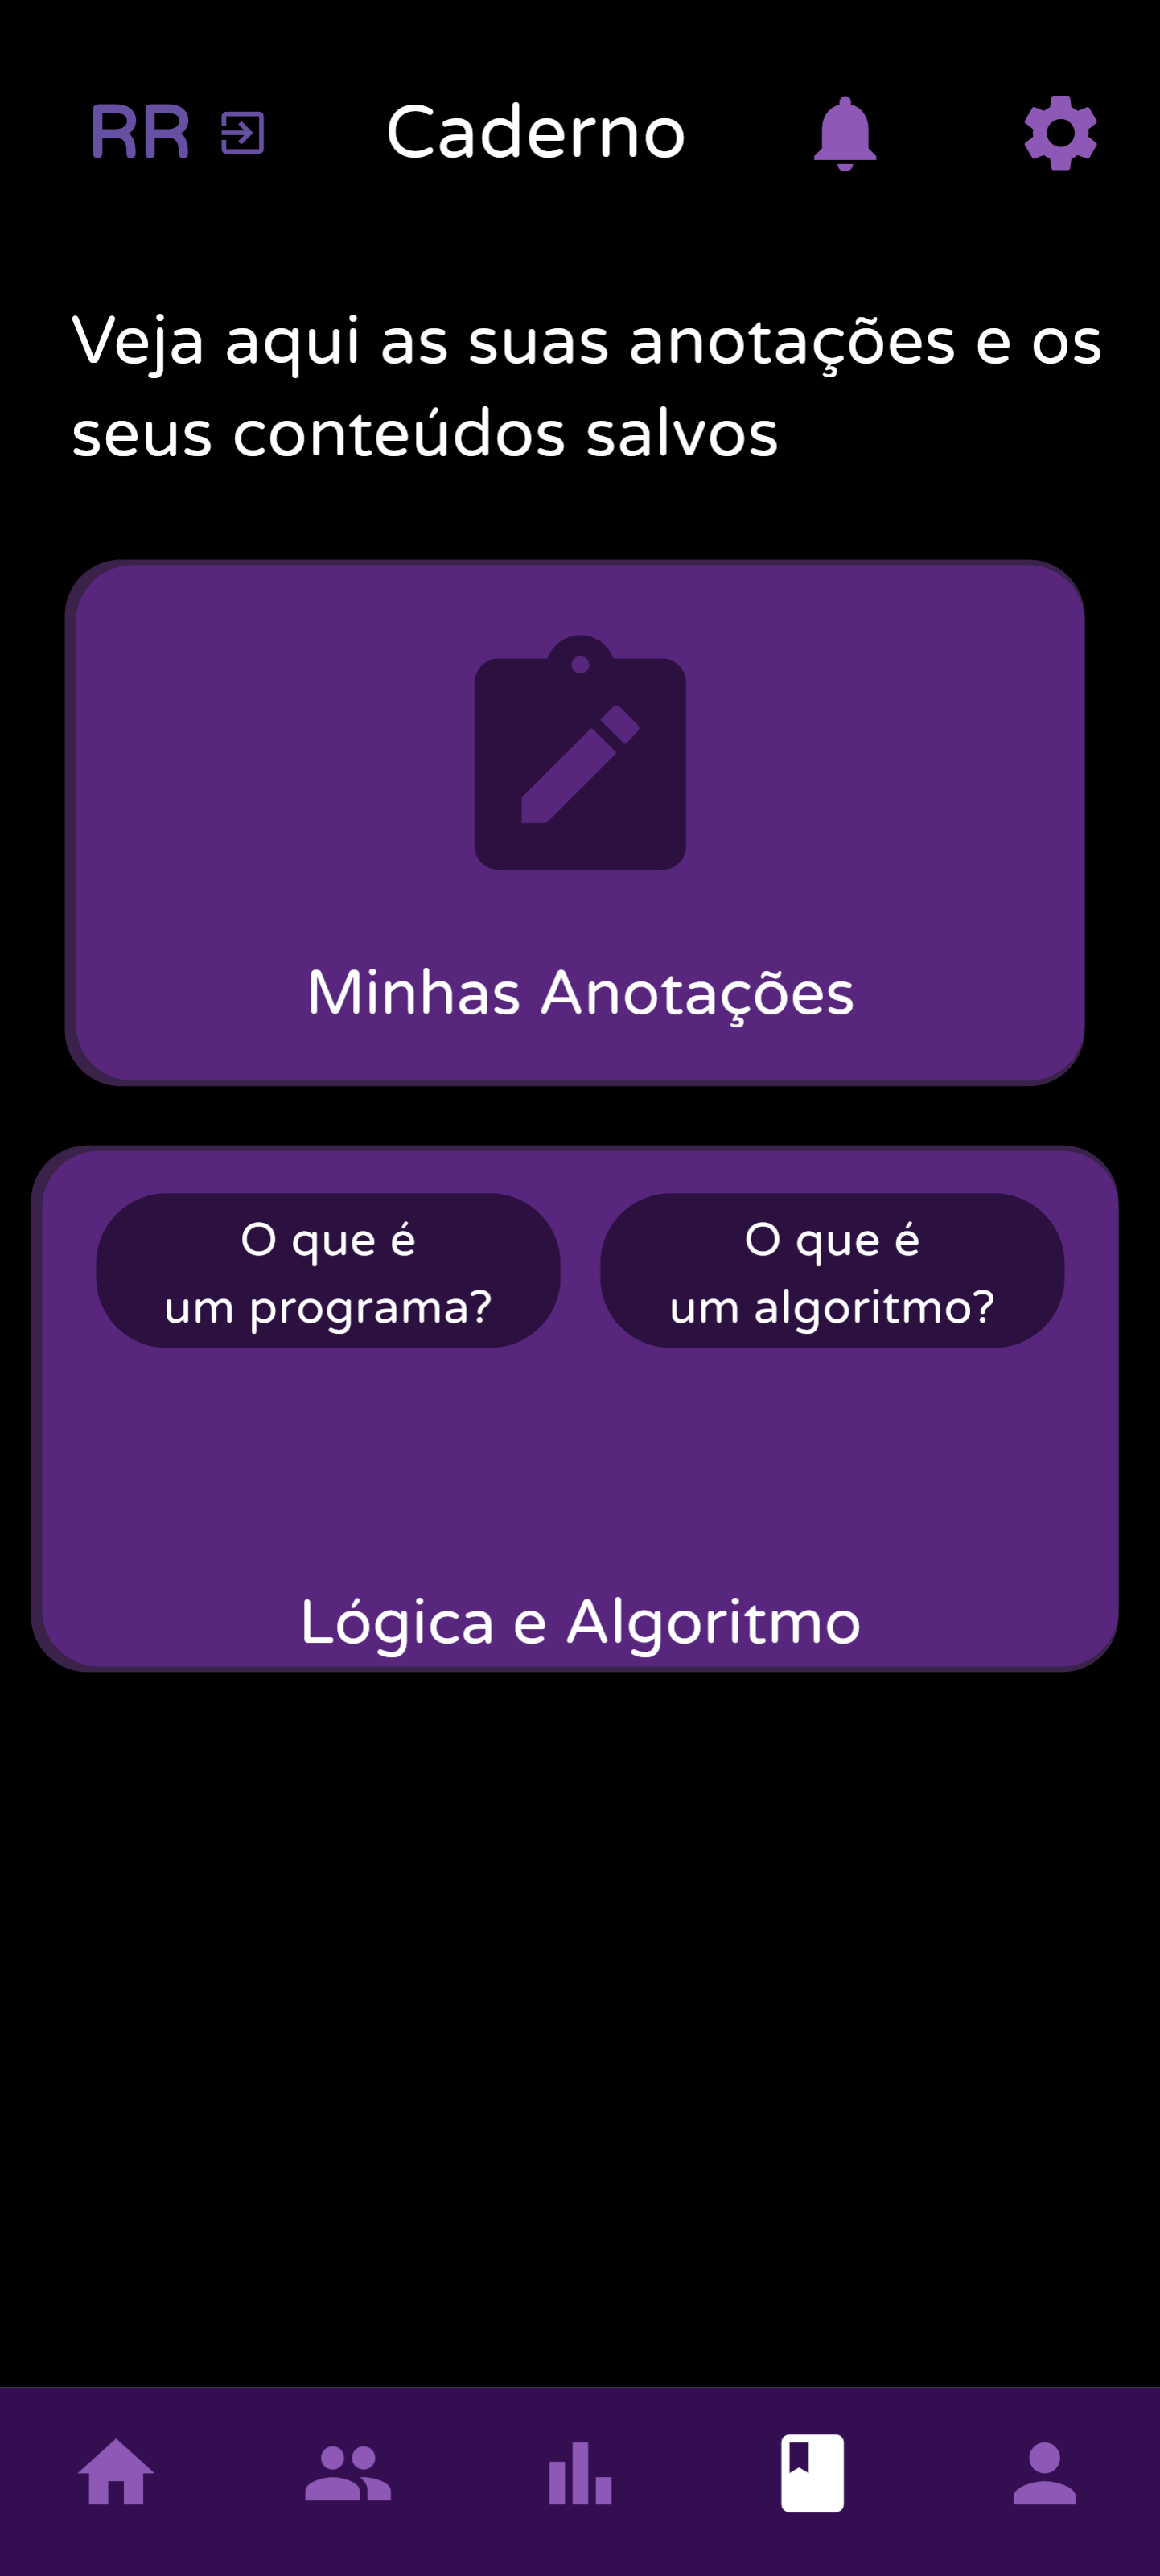 RR
Caderno
Veja aqui as suas anotações e os
seus conteúdos salvos
Minhas Anotações
O que é
um programa?
O que é
um algoritmo?
Lógica e Algoritmo